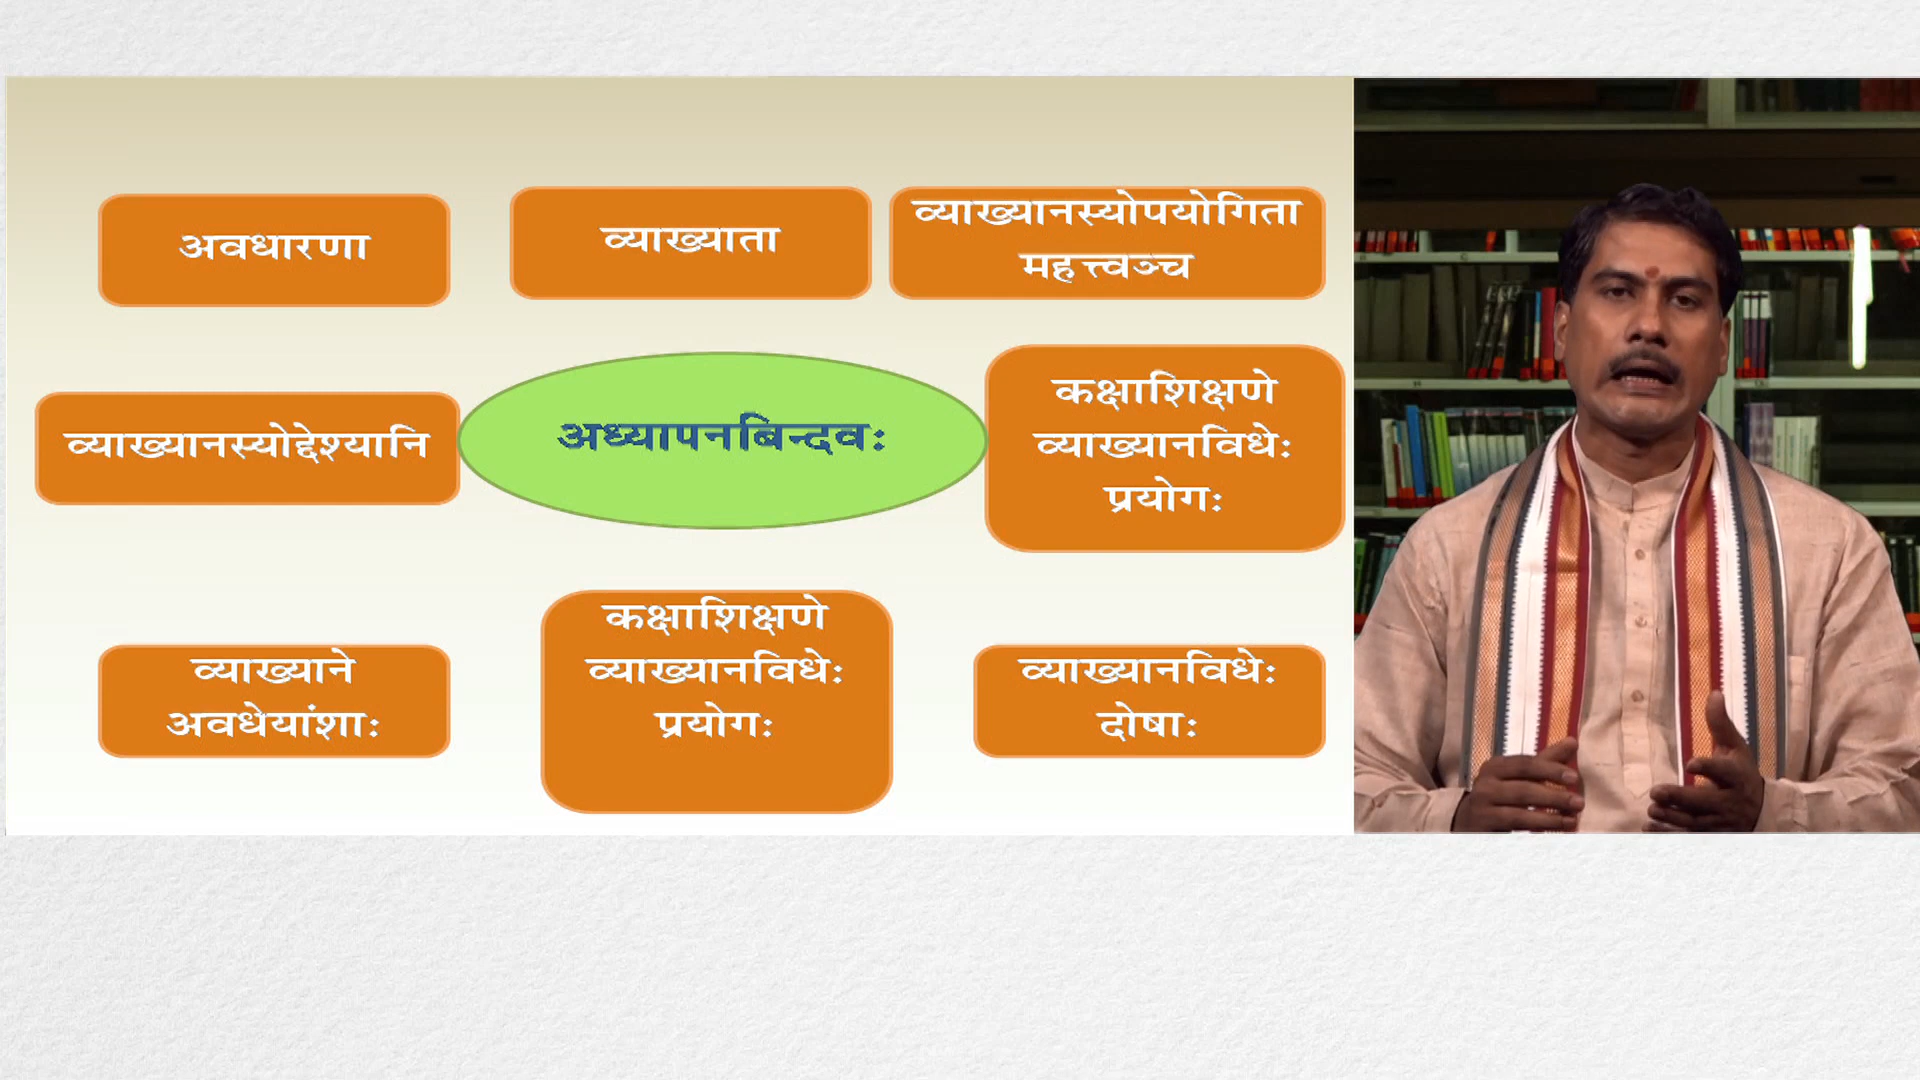 अवधारणा
व्याख्याता
व्याख्यानस्योपयोगिता
महत्त्वञ्च
व्याख्यानस्योद्देश्यानि
अध्यापनबिन्दवः
कक्षाशिक्षणे
व्याख्यानविधेः
प्रयोगः
व्याख्याने
अवधेयांशाः
कक्षाशिक्षणे
व्याख्यानविधेः
प्रयोगः
व्याख्यानविधेः
दोषाः